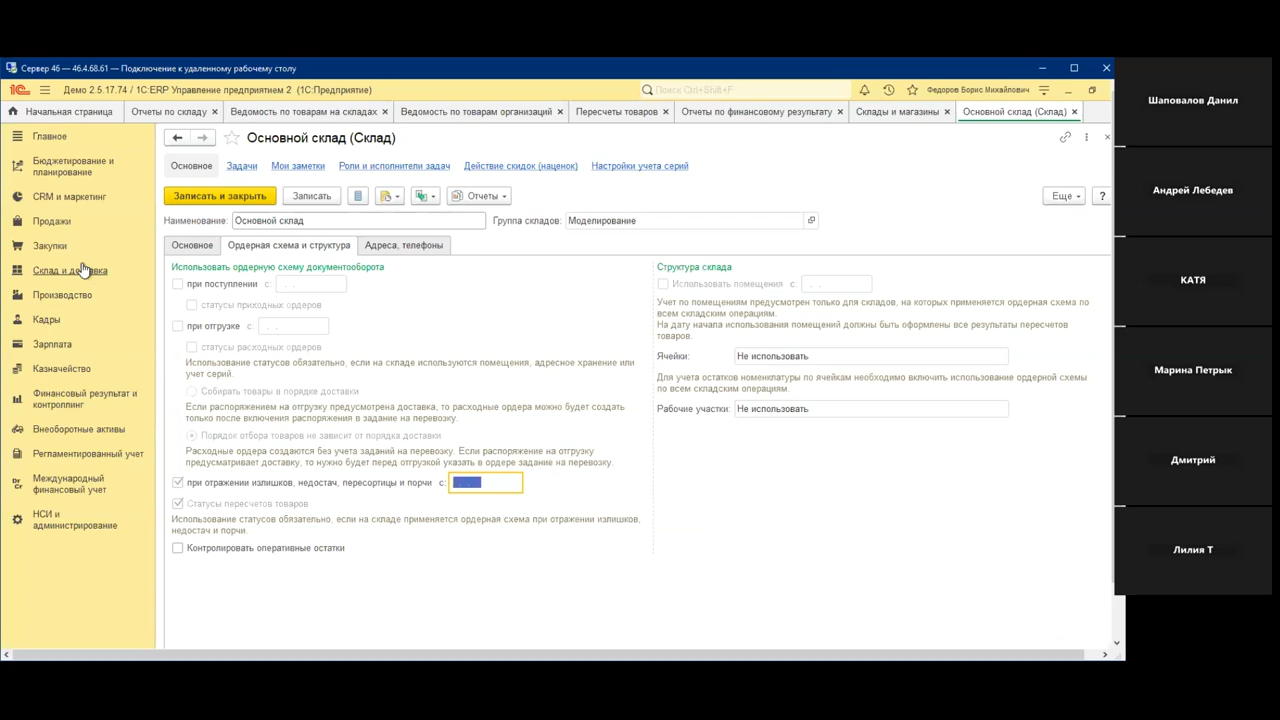 Сервер 46 — 46.4.68.61 — Подключение к удаленному рабочему столу
Демо 2.5.17.74 / 1С:ERP Управление предприятием 2 (1С:Предприятие)
Поиск Ctrl+Shift+F
Федоров Борис Михайлович
Начальная страница
Отчеты по складу ×
Ведомость по товарам на складах ×
Ведомость по товарам организаций ×
Пересчеты товаров ×
Отчеты по финансовому результату ×
Склады и магазины ×
Основной склад (Склад) ×
Главное
Бюджетирование и
планирование
CRM и маркетинг
Продажи
Закупки
Склад и доставка
Производство
Кадры
Зарплата
Казначейство
Финансовый результат и
контроллинг
Внеоборотные активы
Регламентированный учет
Международный
финансовый учет
НСИ и
администрирование
Основной склад (Склад)
Основное Задачи Мои заметки Роли и исполнители задач Действие скидок (наценок) Настройки учета серий
Записать и закрыть Записать Отчеты Еще ?
Наименование: Основной склад Группа складов: Моделирование
Основное Ордерная схема и структура Адреса, телефоны
Использовать ордерную схему документооборота
при поступлении с: . .
статусы приходных ордеров
при отгрузке с: . .
статусы расходных ордеров
Использование статусов обязательно, если на складе используются помещения, адресное хранение или
учет серий.
Собирать товары в порядке доставки
Если распоряжением на отгрузку предусмотрена доставка, то расходные ордера можно будет создать
только после включения распоряжения в задание на перевозку.
Порядок отбора товаров не зависит от порядка доставки
Расходные ордера создаются без учета заданий на перевозку. Если распоряжение на отгрузку
предусматривает доставку, то нужно будет перед отгрузкой указать в ордере задание на перевозку.
при отражении излишков, недостач, пересортицы и порчи с:
Статусы пересчетов товаров
Использование статусов обязательно, если на складе применяется ордерная схема при отражении излишков,
недостач и порчи.
Контролировать оперативные остатки
Структура склада
Использовать помещения с: . .
Учет по помещениям предусмотрен только для складов, на которых применяется ордерная схема по
всем складским операциям.
На дату начала использования помещений должны быть оформлены все результаты пересчетов
товаров.
Ячейки: Не использовать
Для учета остатков номенклатуры по ячейкам необходимо включить использование ордерной схемы
по всем складским операциям.
Рабочие участки: Не использовать
Шаповалов Данил
Андрей Лебедев
КАТЯ
Марина Петрык
Дмитрий
Лилия Т